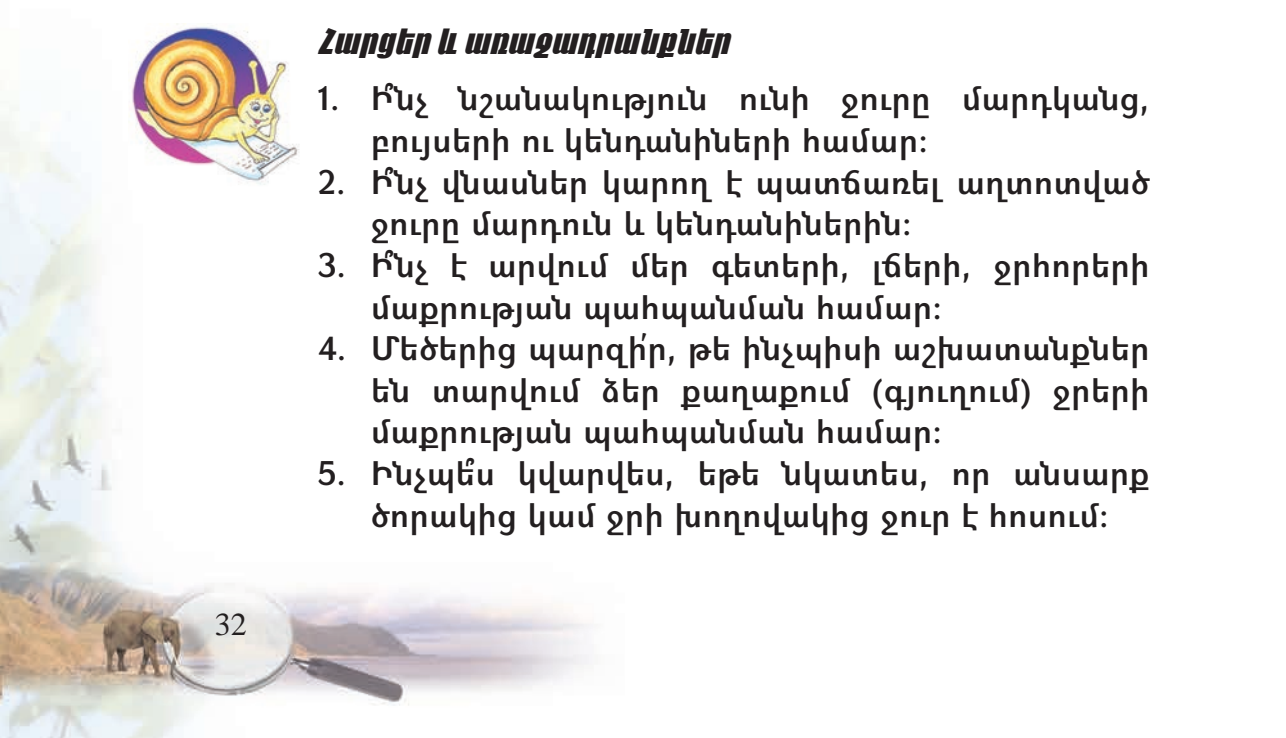 Հարցեր և առաջադրանքներ
1. Ի՞նչ նշանակություն ունի ջուրը մարդկանց,
բույսերի ու կենդանիների համար:
2. Ի՞նչ վնասներ կարող է պատճառել աղտոտված
ջուրը մարդուն և կենդանիներին:
3. Ի՞նչ է արվում մեր գետերի, լճերի, ջրհորերի
մաքրության պահպանման համար:
4. Մեծերից պարզի՛ր, թե ինչպիսի աշխատանքներ
են տարվում ձեր քաղաքում (գյուղում) ջրերի
մաքրության պահպանման համար:
5. Ինչպե՞ս կվարվես, եթե նկատես, որ անսարք
ծորակից կամ ջրի խողովակից ջուր է հոսում:
32